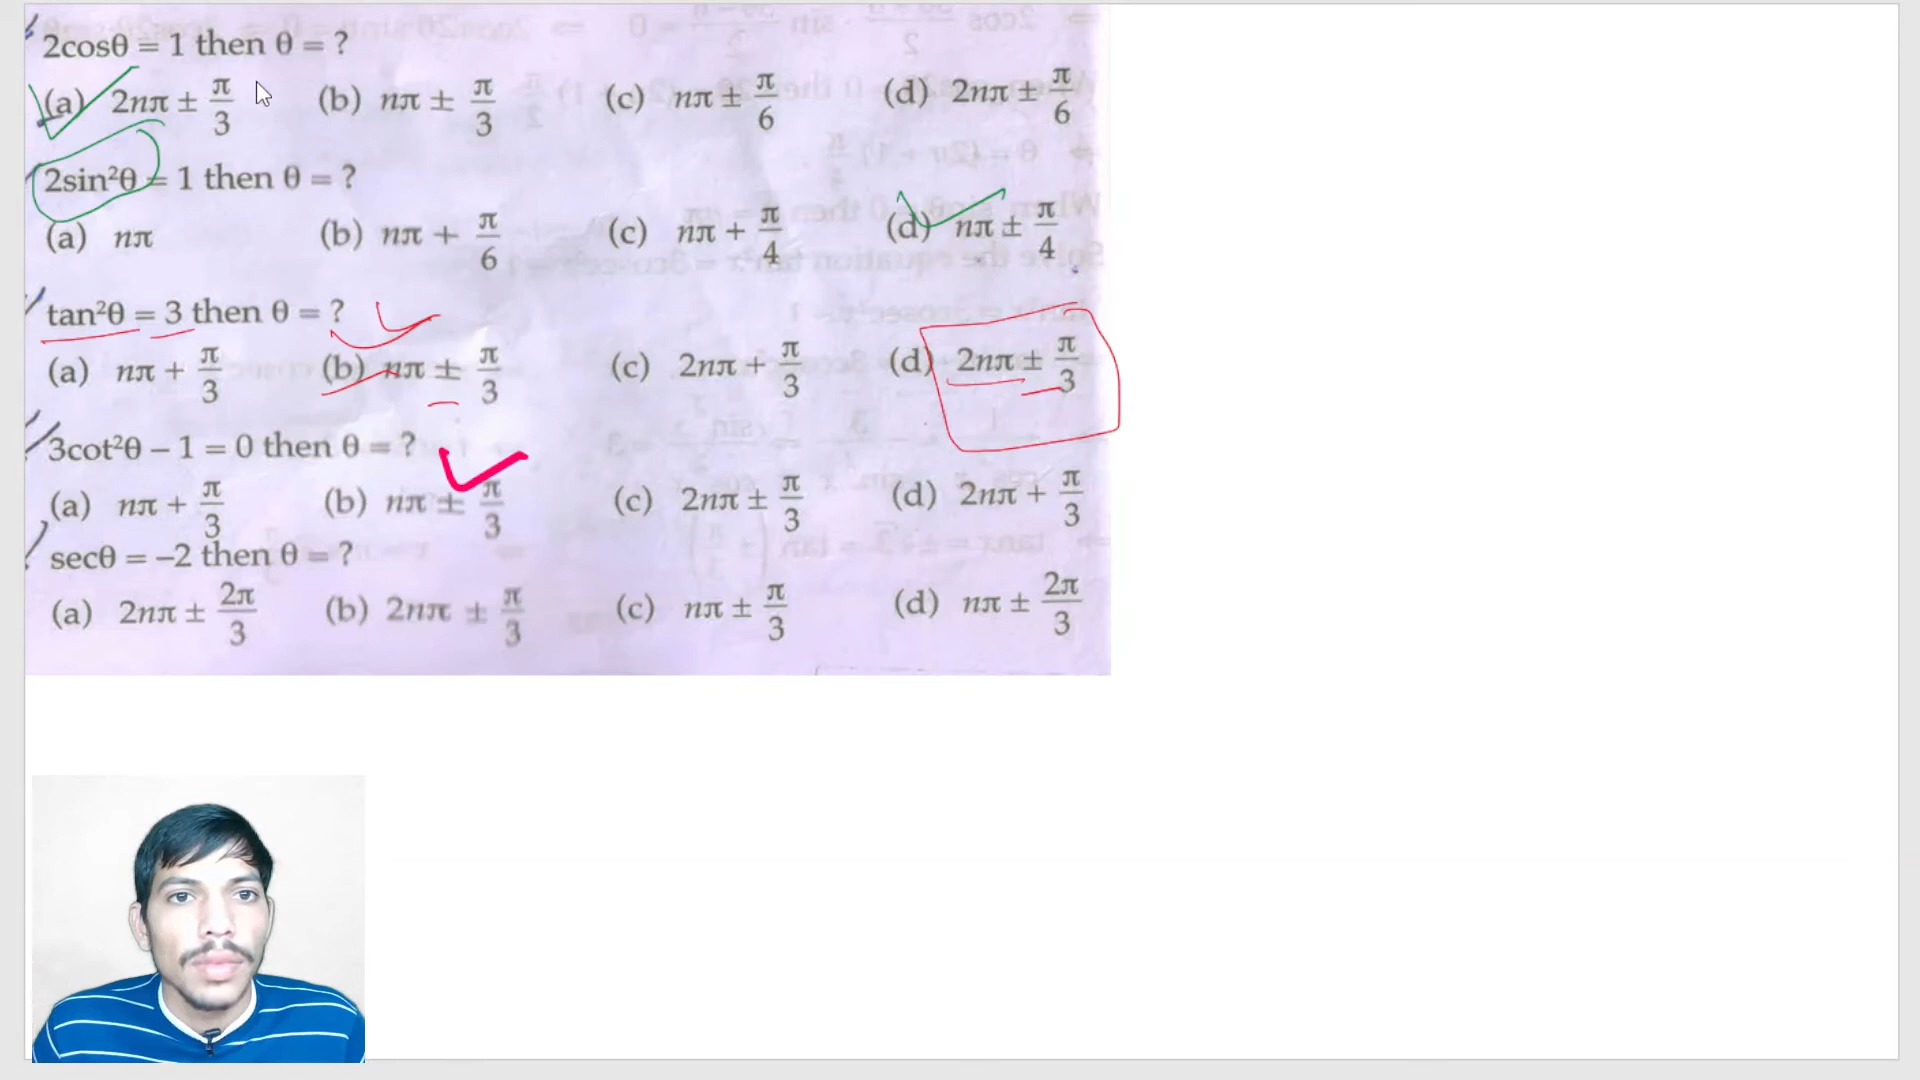 2cosθ = 1 then θ = ?
(a) 2nπ ± π/3 (b) nπ ± π/3 (c) nπ ± π/6 (d) 2nπ ± π/6
2sin²θ = 1 then θ = ?
(a) nπ (b) nπ + π/6 (c) nπ + π/4 (d) nπ ± π/4
tan²θ = 3 then θ = ?
(a) nπ + π/3 (b) nπ ± π/3 (c) 2nπ + π/3 (d) 2nπ ± π/3
3cot²θ – 1 = 0 then θ = ?
(a) nπ + π/3 (b) nπ ± π/3 (c) 2nπ ± π/3 (d) 2nπ + π/3
secθ = –2 then θ = ?
(a) 2nπ ± 2π/3 (b) 2nπ ± π/3 (c) nπ ± π/3 (d) nπ ± 2π/3